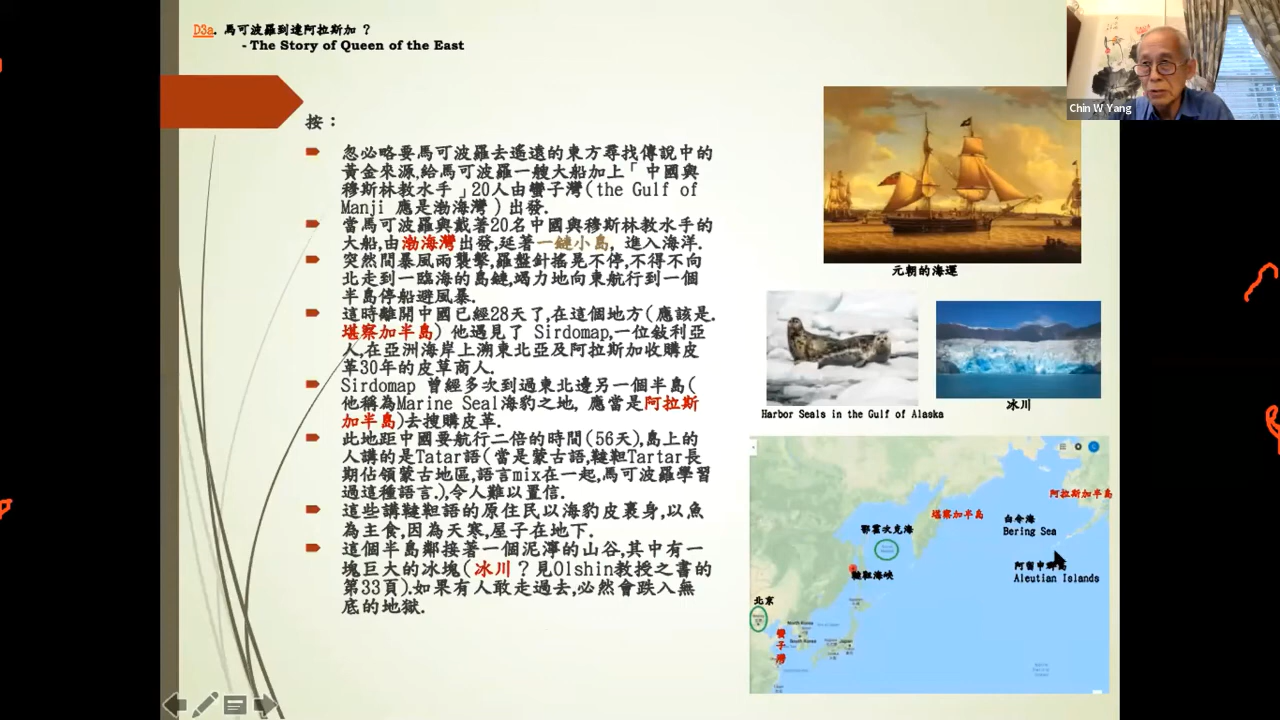 D3a. 馬可波羅到達阿拉斯加 ?
- The Story of Queen of the East
Chin W Yang
按：
忽必略要馬可波羅去遙遠的東方尋找傳說中的
黃金來源,給馬可波羅一艘大船加上「中國與
穆斯林教水手」20人由蠻子灣(the Gulf of
Manji 應是渤海灣 )出發.
當馬可波羅與戴著20名中國與穆斯林教水手的
大船,由渤海灣出發,延著一鏈小島, 進入海洋.
突然間暴風雨襲擊,羅盤針搖晃不停,不得不向
北走到一臨海的島鏈,竭力地向東航行到一個
半島停船避風暴.
這時離開中國已經28天了,在這個地方(應該是.
堪察加半島) 他遇見了 Sirdomap,一位敍利亞
人,在亞洲海岸上溯東北亞及阿拉斯加收購皮
革30年的皮草商人.
Sirdomap 曾經多次到過東北邊另一個半島(
他稱為Marine Seal海豹之地, 應當是阿拉斯
加半島)去搜購皮革.
此地距中國要航行二倍的時間(56天),島上的
人講的是Tatar語(當是蒙古語,韃靼Tartar長
期佔領蒙古地區,語言mix在一起,馬可波羅學習
過這種語言.),令人難以置信.
這些講韃靼語的原住民,以海豹皮裹身,以魚
為主食,因為天寒,屋子在地下.
這個半島鄰接著一個泥濘的山谷,其中有一
塊巨大的冰塊(冰川？見Olshin教授之書的
第33頁).如果有人敢走過去,必然會跌入無
底的地獄.
元朝的海運
Harbor Seals in the Gulf of Alaska
冰川
阿拉斯加半島
堪察加半島
白令海
Bering Sea
鄂霍次克海
阿留申群島
Aleutian Islands
韃靼海峽
北京
蠻子灣
North Korea
South Korea
Japan